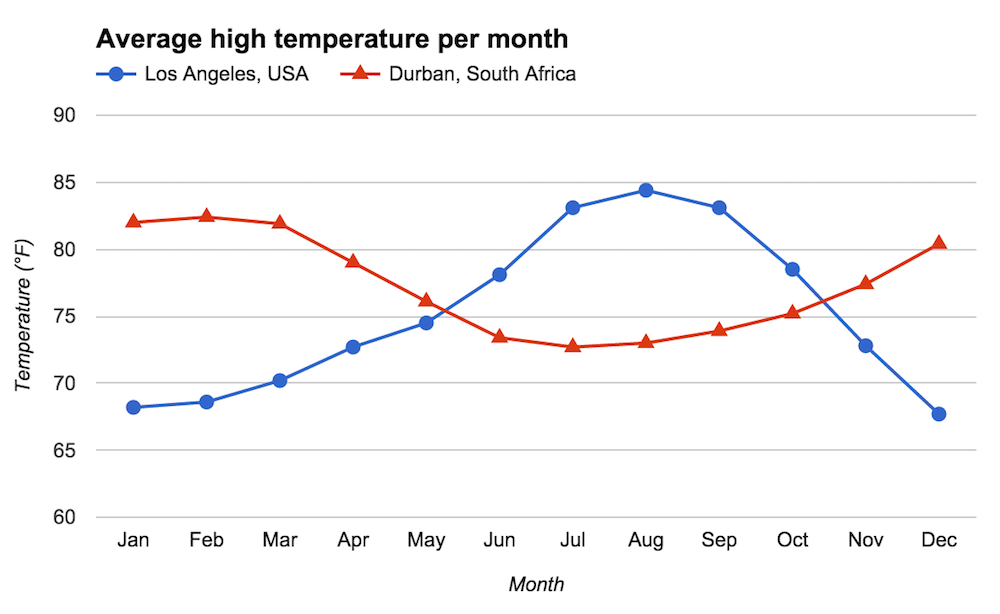 Average high temperature per month
Los Angeles, USA Durban, South Africa
90
85
80
75
70
65
60
Temperature (°F)
Jan Feb Mar Apr May Jun Jul Aug Sep Oct Nov Dec
Month